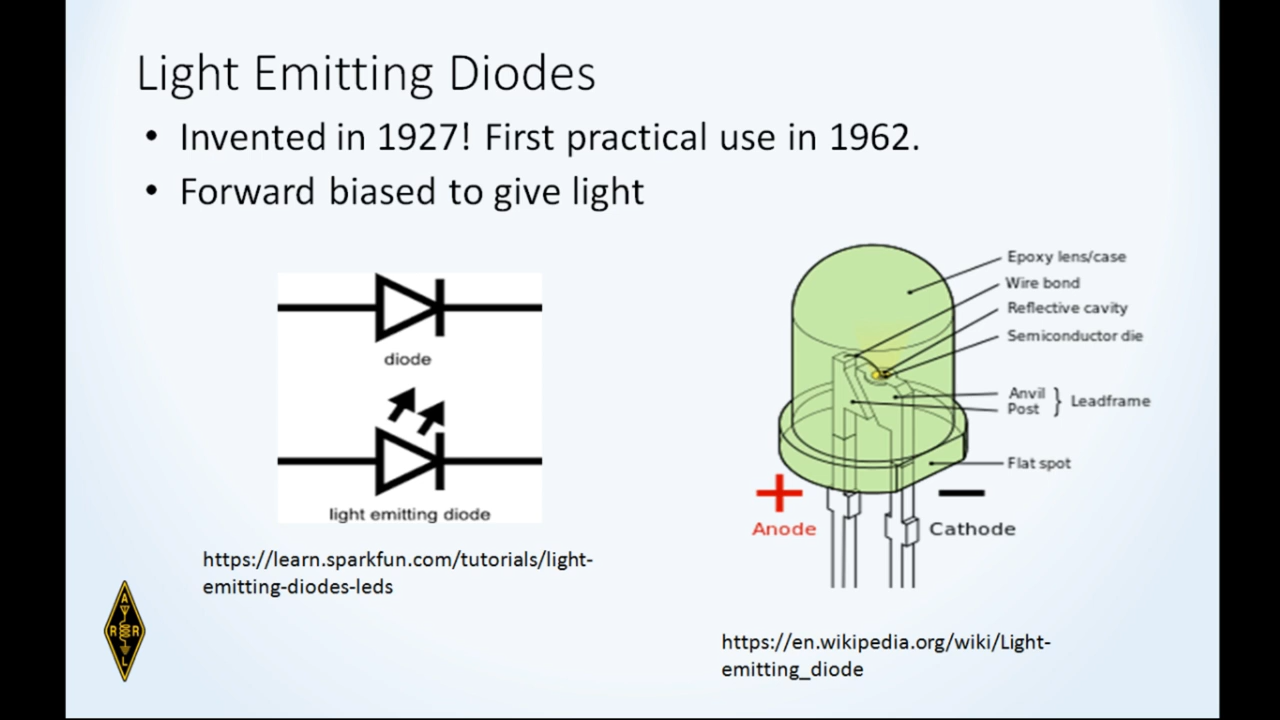 Light Emitting Diodes
• Invented in 1927! First practical use in 1962.
• Forward biased to give light
diode
light emitting diode
https://learn.sparkfun.com/tutorials/light-
emitting-diodes-leds
Epoxy lens/case
Wire bond
Reflective cavity
Semiconductor die
Anvil
Post
} Leadframe
Flat spot
+
Anode
−
Cathode
https://en.wikipedia.org/wiki/Light-
emitting_diode
A
R R
L